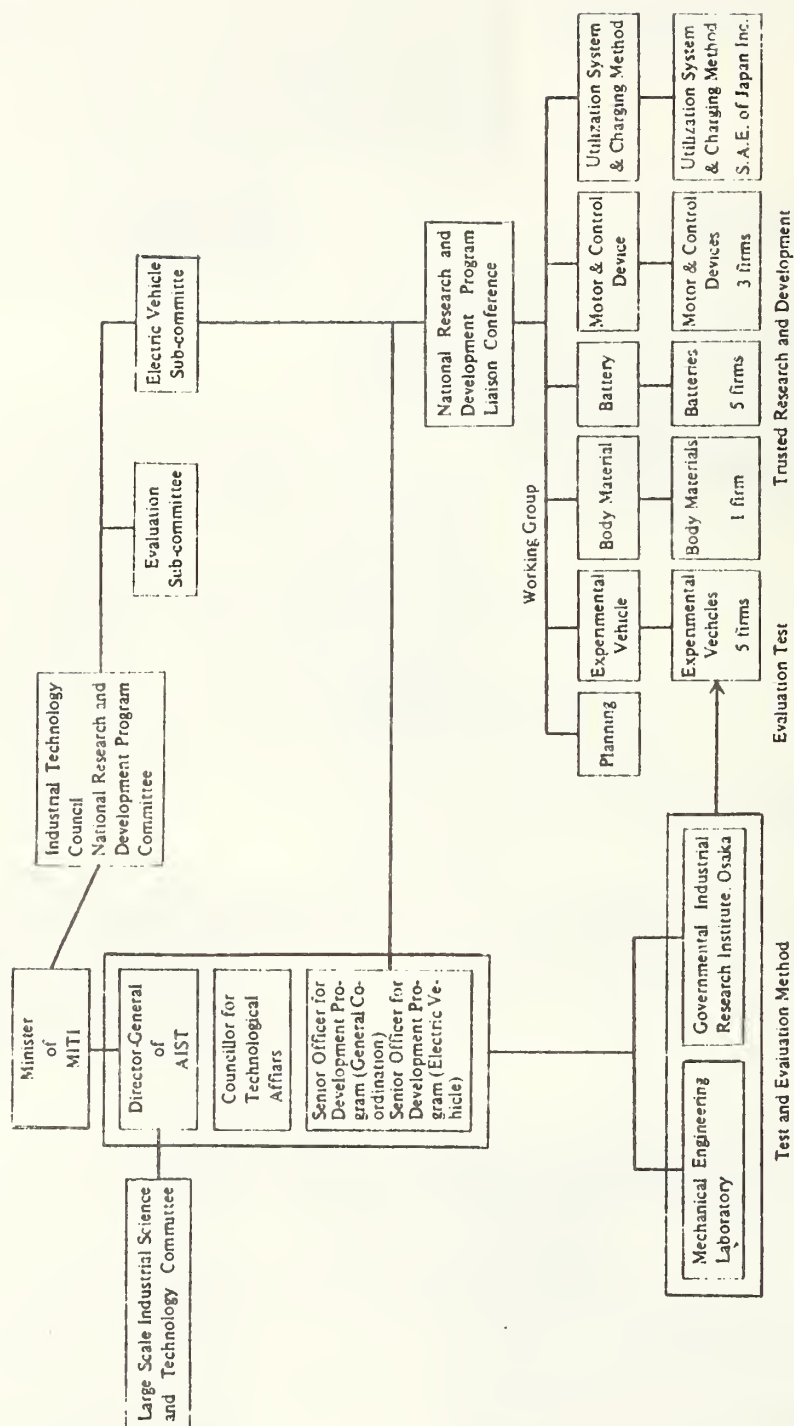 Minister
of
MITI
Large Scale Industrial Science
and Technology Committee
Director-General
of
AIST
Councillor for
Technological
Affiars
Senior Officer for
Development Pro-
gram (General Co-
ordination)
Senior Officer for
Development Pro-
gram (Electric Ve-
hicle)
Industrial Technology
Council
National Research and
Development Program
Committee
Evaluation
Sub-committee
Electric Vehicle
Sub-committe
National Research and
Development Program
Liaison Conference
Working Group
Planning
Expenmental
Vehicle
Body Material
Battery
Motor & Control
Device
Utilization System
& Charging Method
Mechanical Engineering
Laboratory
Governmental Industrial
Research Institute, Osaka
Expenmental
Vechcles
5 firms
Body Materials
1 firm
Batteries
5 firms
Motor & Control
Devices
3 firms
Utilization System
& Charging Method
S.A.E. of Japan Inc.
Test and Evaluation Method
Evaluation Test
Trusted Research and Development